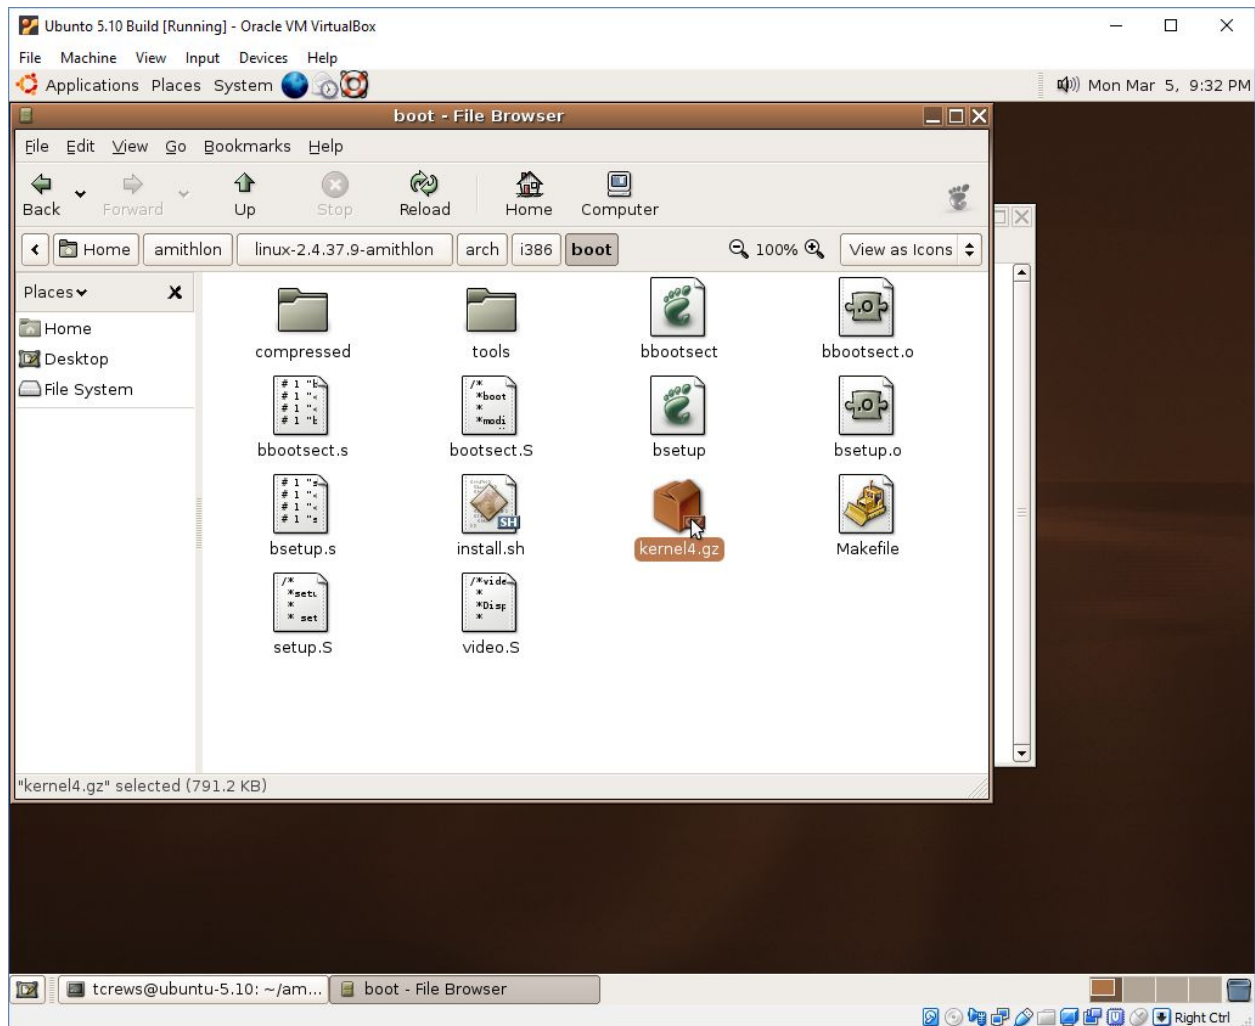 Ubunto 5.10 Build [Running] - Oracle VM VirtualBox
File Machine View Input Devices Help
Applications Places System
Mon Mar 5, 9:32 PM
boot - File Browser
File Edit View Go Bookmarks Help
Back Forward Up Stop Reload Home Computer
Home amithlon linux-2.4.37.9-amithlon arch i386 boot 100% View as Icons
Places
Home
Desktop
File System
compressed tools bbootsect bbootsect.o
bbootsect.s bootsect.S bsetup bsetup.o
SH
bsetup.s install.sh kernel4.gz Makefile
setup.S video.S
"kernel4.gz" selected (791.2 KB)
tcrews@ubuntu-5.10: ~/am... boot - File Browser
Right Ctrl